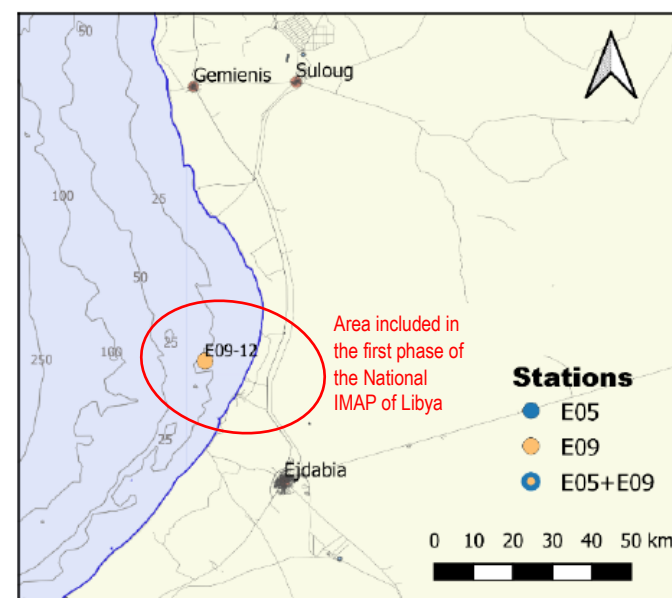 50
Gemienis
Suloug
100
25
50
25
E09-12
100
250
25
Area included in
the first phase of
the National
IMAP of Libya
Ejdabia
Stations
E05
E09
E05+E09
0 10 20 30 40 50 km